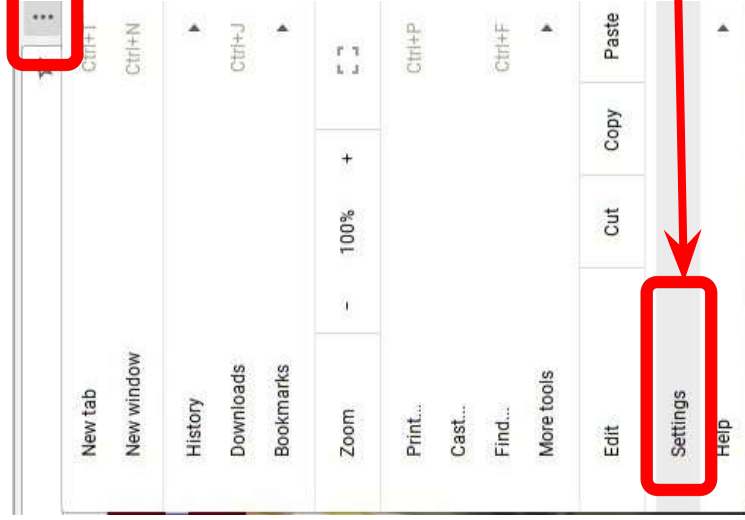 New tab Ctrl+T
New window Ctrl+N
History
Downloads Ctrl+J
Bookmarks
Zoom - 100% +
Print... Ctrl+P
Cast...
Find... Ctrl+F
More tools
Edit Cut Copy Paste
Settings
Help